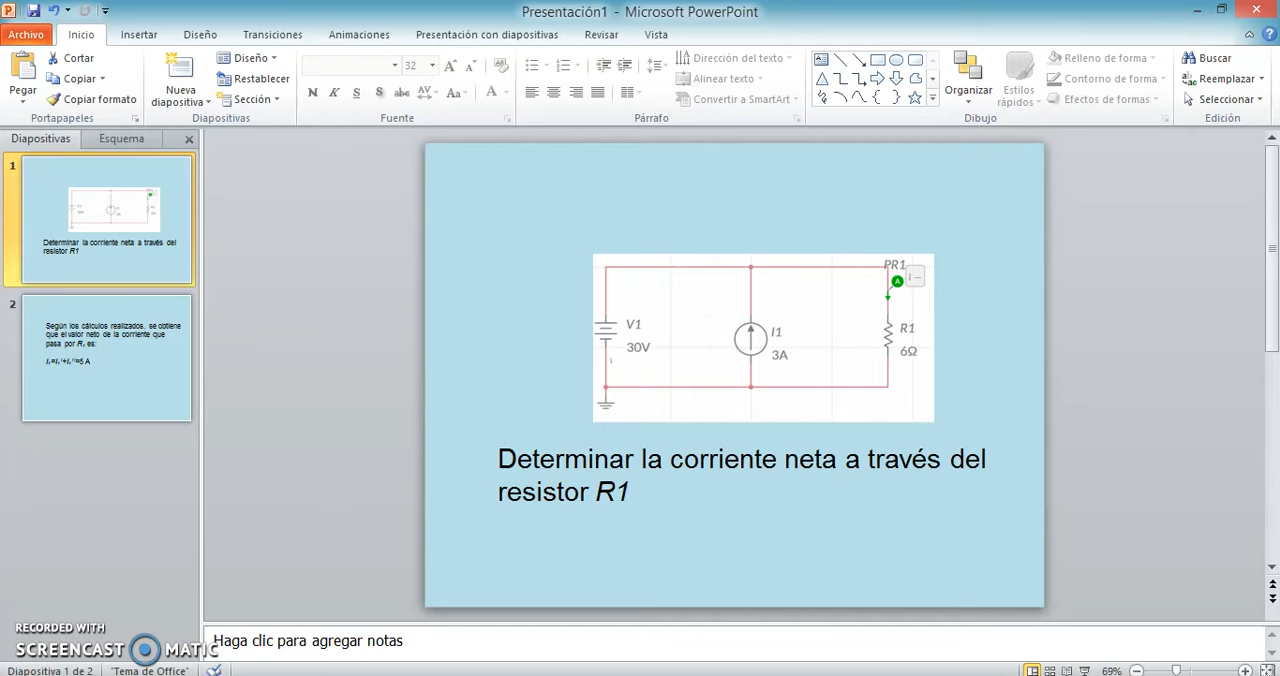 Presentación1 - Microsoft PowerPoint
Archivo Inicio Insertar Diseño Transiciones Animaciones Presentación con diapositivas Revisar Vista
Pegar
Cortar
Copiar
Copiar formato
Portapapeles
Nueva
diapositiva
Diseño
Restablecer
Sección
Diapositivas
32
N K S S abc AV Aa A
Fuente
Dirección del texto
Alinear texto
Convertir a SmartArt
Párrafo
Organizar
Estilos
rápidos
Relleno de forma
Contorno de forma
Efectos de formas
Dibujo
Buscar
Reemplazar
Seleccionar
Edición
Diapositivas Esquema
1
Determinar la corriente neta a través del
resistor R1
2
Según los cálculos realizados, se obtiene
que el valor neto de la corriente que
pasa por R₁ es:
PR1
A
V1
30V
I1
3A
R1
6Ω
Determinar la corriente neta a través del
resistor R1
Haga clic para agregar notas
RECORDED WITH
SCREENCAST MATIC
Diapositiva 1 de 2 "Tema de Office" 69%